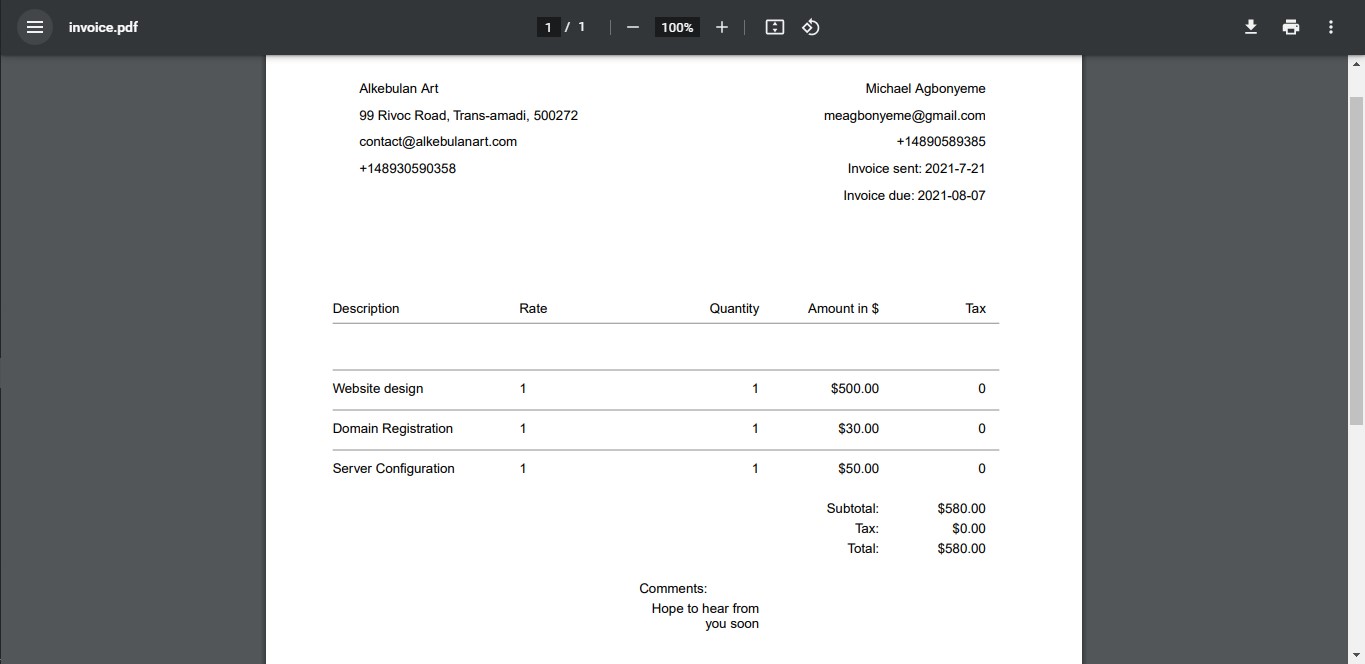 invoice.pdf 1 / 1 100%
Alkebulan Art
99 Rivoc Road, Trans-amadi, 500272
contact@alkebulanart.com
+148930590358
Michael Agbonyeme
meagbonyeme@gmail.com
+14890589385
Invoice sent: 2021-7-21
Invoice due: 2021-08-07
Description Rate Quantity Amount in $ Tax
Website design 1 1 $500.00 0
Domain Registration 1 1 $30.00 0
Server Configuration 1 1 $50.00 0
Subtotal: $580.00
Tax: $0.00
Total: $580.00
Comments:
Hope to hear from
you soon